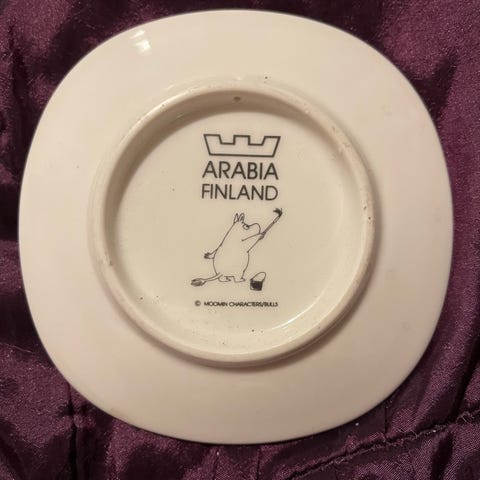 ARABIA
FINLAND
© MOOMIN CHARACTERS/BULLS